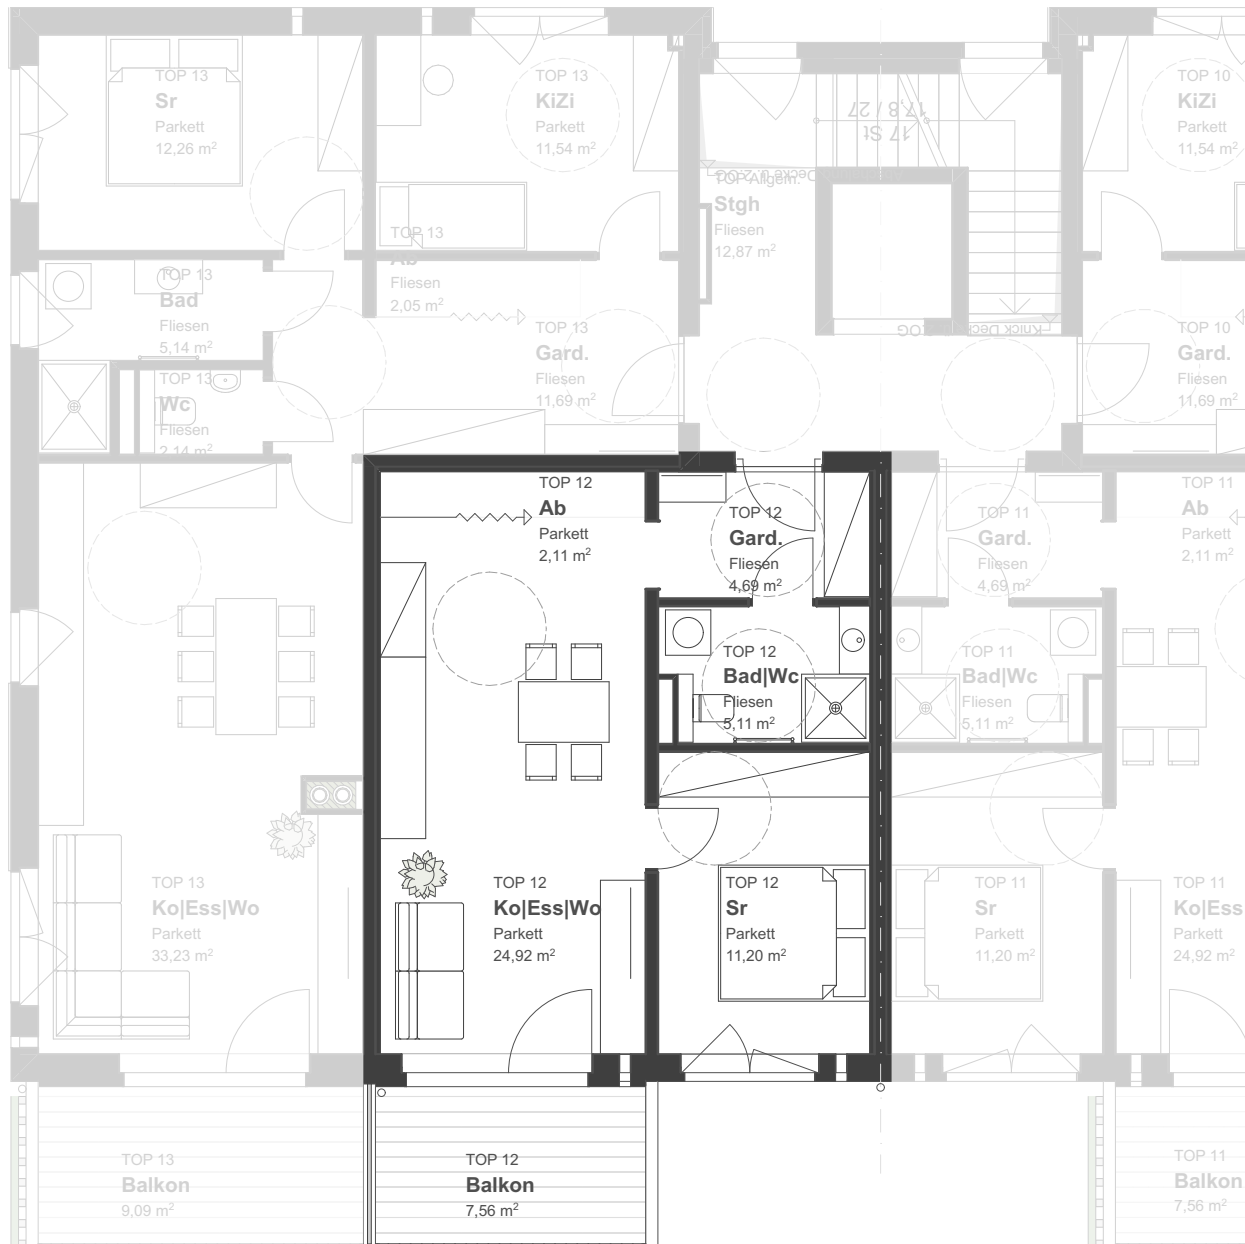 TOP 13
Sr
Parkett
12,26 m²
TOP 13
KiZi
Parkett
11,54 m²
17 St
17,8 / 27
TOP Allgem.
Stgh
Fliesen
12,87 m²
TOP 10
KiZi
Parkett
11,54 m²
TOP 13
Ab
Fliesen
2,05 m²
TOP 13
Bad
Fliesen
5,14 m²
TOP 13
Gard.
Fliesen
11,69 m²
TOP 10
Gard.
Fliesen
11,69 m²
TOP 13
Wc
Fliesen
2,14 m²
TOP 12
Ab
Parkett
2,11 m²
TOP 12
Gard.
Fliesen
4,69 m²
TOP 11
Gard.
Fliesen
4,69 m²
TOP 11
Ab
Parkett
2,11 m²
TOP 12
Bad|Wc
Fliesen
5,11 m²
TOP 11
Bad|Wc
Fliesen
5,11 m²
TOP 13
Ko|Ess|Wo
Parkett
33,23 m²
TOP 12
Ko|Ess|Wo
Parkett
24,92 m²
TOP 12
Sr
Parkett
11,20 m²
TOP 11
Sr
Parkett
11,20 m²
TOP 11
Ko|Ess
Parkett
24,92 m²
TOP 13
Balkon
9,09 m²
TOP 12
Balkon
7,56 m²
TOP 11
Balkon
7,56 m²